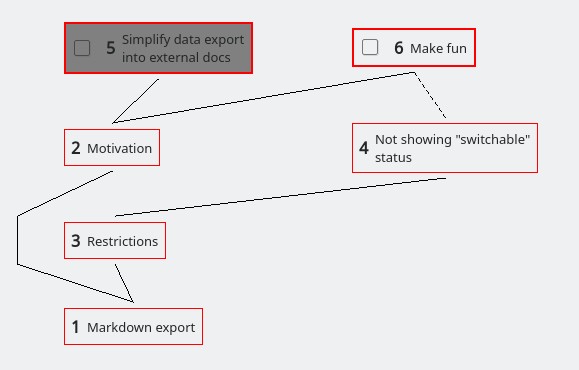 5 Simplify data export
into external docs
6 Make fun
2 Motivation
4 Not showing "switchable"
status
3 Restrictions
1 Markdown export